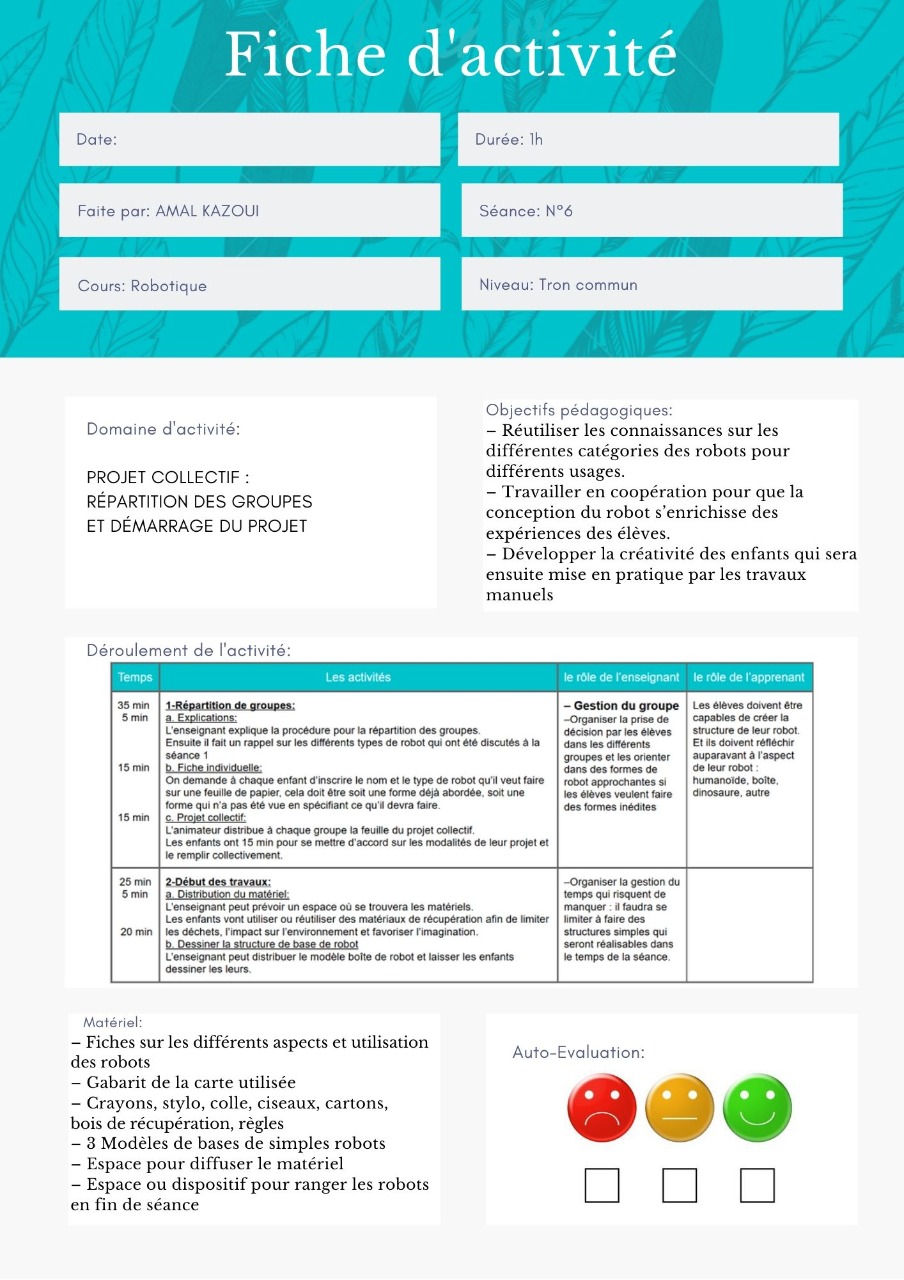 Fiche d'activité
Date:
Durée: 1h
Faite par: AMAL KAZOUI
Séance: N°6
Cours: Robotique
Niveau: Tron commun
Domaine d'activité:
PROJET COLLECTIF :
RÉPARTITION DES GROUPES
ET DÉMARRAGE DU PROJET
Objectifs pédagogiques:
– Réutiliser les connaissances sur les
différentes catégories des robots pour
différents usages.
– Travailler en coopération pour que la
conception du robot s’enrichisse des
expériences des élèves.
– Développer la créativité des enfants qui sera
ensuite mise en pratique par les travaux
manuels
Déroulement de l'activité:
Temps
Les activités
le rôle de l’enseignant
le rôle de l’apprenant
35 min
5 min
15 min
15 min
1-Répartition de groupes:
a. Explications:
L’enseignant explique la procédure pour la répartition des groupes.
Ensuite il fait un rappel sur les différents types de robot qui ont été discutés à la
séance 1
b. Fiche individuelle:
On demande à chaque enfant d’inscrire le nom et le type de robot qu’il veut faire
sur une feuille de papier, cela doit être soit une forme déjà abordée, soit une
forme qui n’a pas été vue en spécifiant ce qu’il devra faire.
c. Projet collectif:
L’animateur distribue à chaque groupe la feuille du projet collectif.
Les enfants ont 15 min pour se mettre d’accord sur les modalités de leur projet et
le remplir collectivement.
– Gestion du groupe
–Organiser la prise de
décision par les élèves
dans les différents
groupes et les orienter
dans des formes de
robot approchantes si
les élèves veulent faire
des formes inédites
Les élèves doivent être
capables de créer la
structure de leur robot.
Et ils doivent réfléchir
auparavant à l’aspect
de leur robot :
humanoïde, boîte,
dinosaure, autre
25 min
5 min
20 min
2-Début des travaux:
a. Distribution du matériel:
L’enseignant peut prévoir un espace où se trouvera les matériels.
Les enfants vont utiliser ou réutiliser des matériaux de récupération afin de limiter
les déchets, l’impact sur l’environnement et favoriser l’imagination.
b. Dessiner la structure de base de robot
L’enseignant peut distribuer le modèle boîte de robot et laisser les enfants
dessiner les leurs.
–Organiser la gestion du
temps qui risquent de
manquer : il faudra se
limiter à faire des
structures simples qui
seront réalisables dans
le temps de la séance.
Matériel:
– Fiches sur les différents aspects et utilisation
des robots
– Gabarit de la carte utilisée
– Crayons, stylo, colle, ciseaux, cartons,
bois de récupération, règles
– 3 Modèles de bases de simples robots
– Espace pour diffuser le matériel
– Espace ou dispositif pour ranger les robots
en fin de séance
Auto-Evaluation: